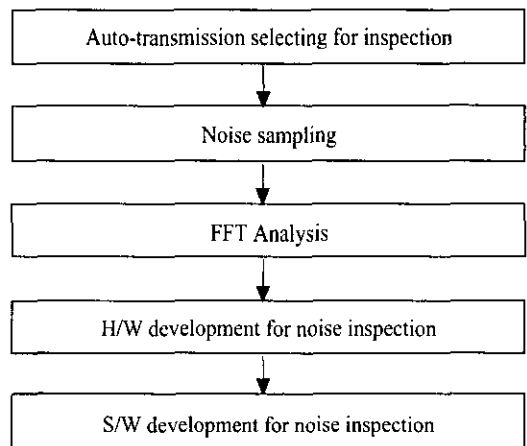 Auto-transmission selecting for inspection
Noise sampling
FFT Analysis
H/W development for noise inspection
S/W development for noise inspection